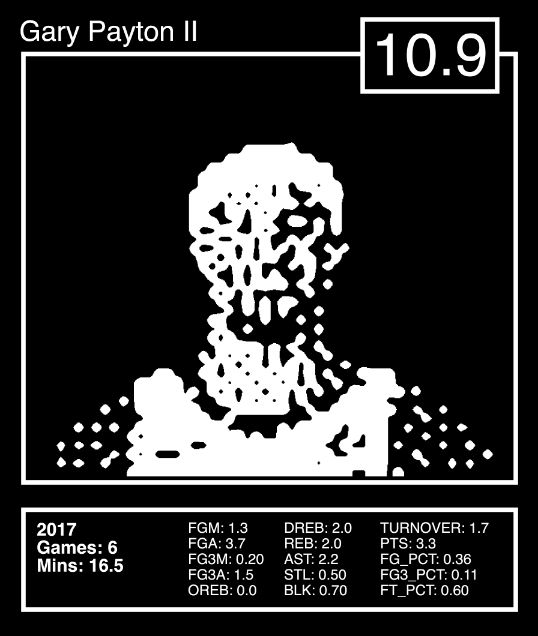 Gary Payton II
10.9
2017
Games: 6
Mins: 16.5
FGM: 1.3
FGA: 3.7
FG3M: 0.20
FG3A: 1.5
OREB: 0.0
DREB: 2.0
REB: 2.0
AST: 2.2
STL: 0.50
BLK: 0.70
TURNOVER: 1.7
PTS: 3.3
FG_PCT: 0.36
FG3_PCT: 0.11
FT_PCT: 0.60